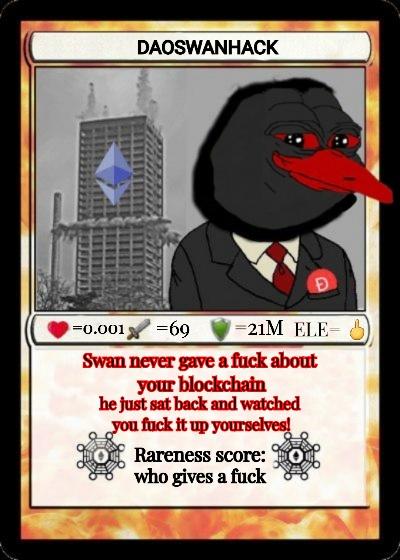 DAOSWANHACK
=0.001 =69 =21M ELE=
Swan never gave a fuck about
your blockchain
he just sat back and watched
you fuck it up yourselves!
Rareness score:
who gives a fuck